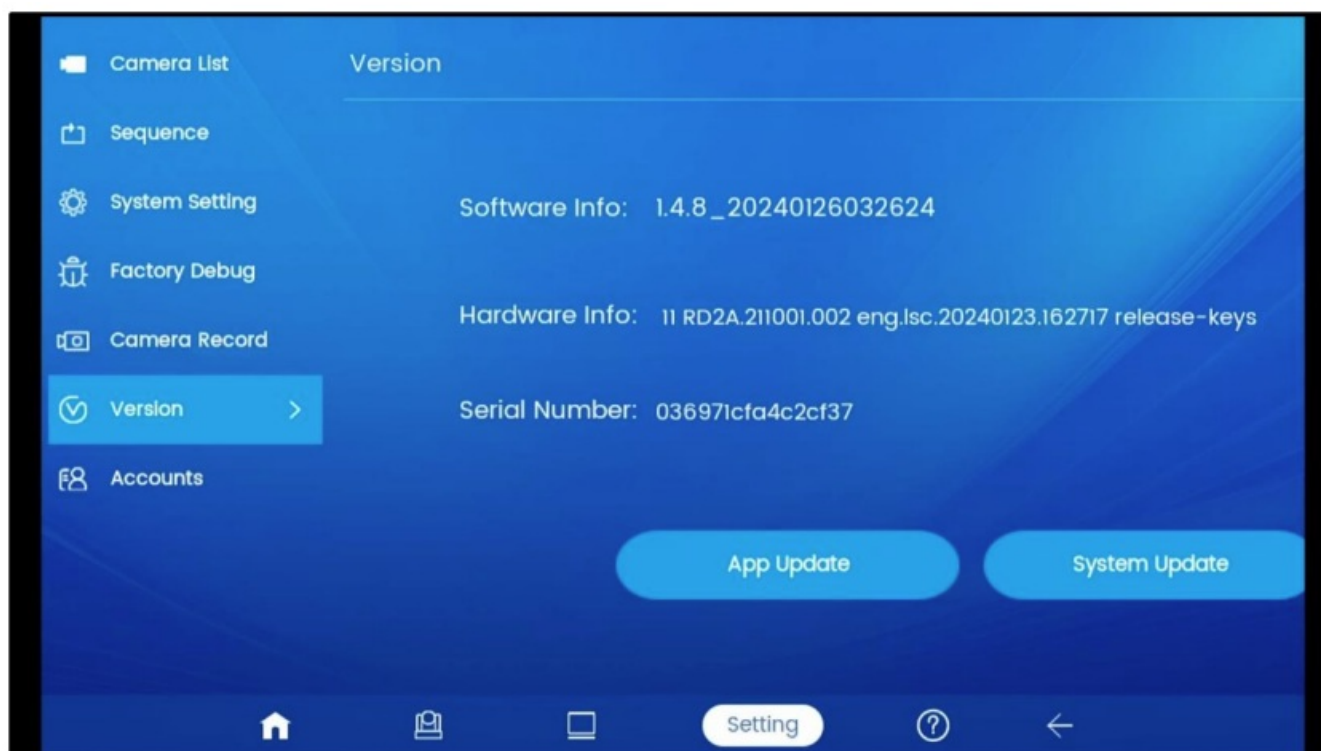 Camera List
Version
Sequence
System Setting
Software Info: 1.4.8_20240126032624
Factory Debug
Hardware Info: 11 RD2A.211001.002 eng.lsc.20240123.162717 release-keys
Camera Record
Version >
Serial Number: 036971cfa4c2cf37
Accounts
App Update
System Update
Setting
?